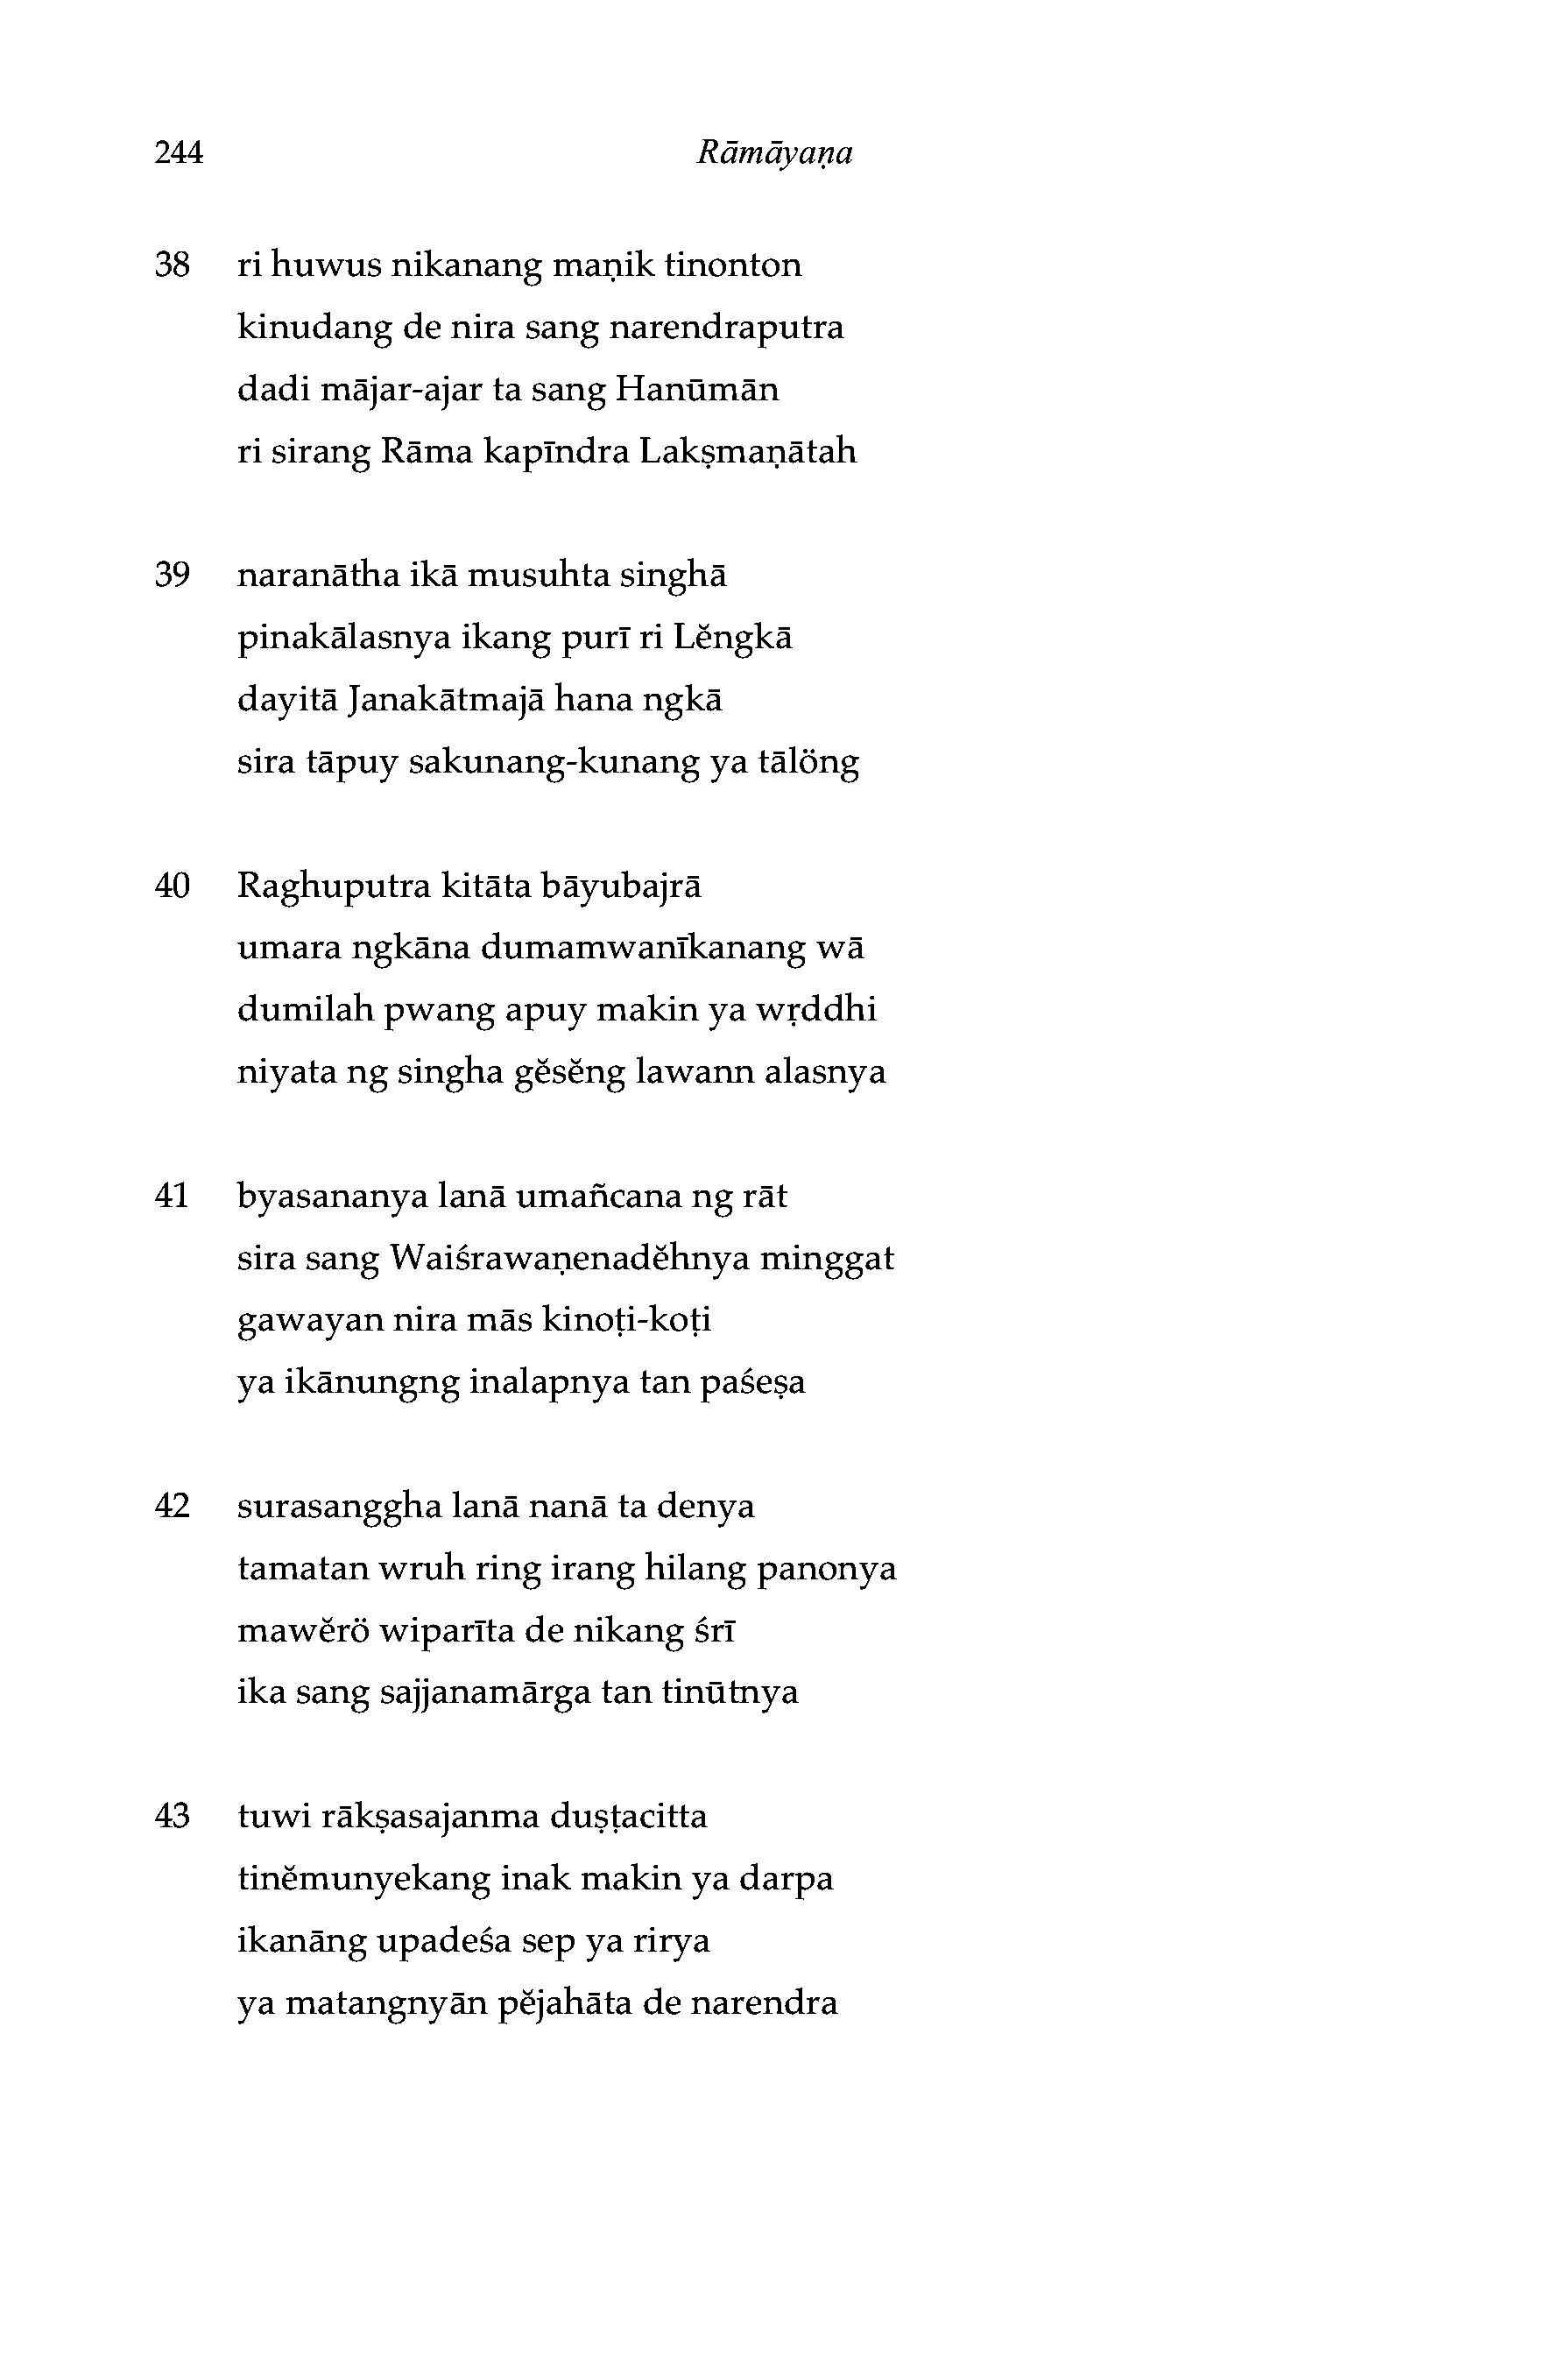 244 Rāmāyaṇa
38 ri huwus nikanang maṇik tinonton
kinudang de nira sang narendraputra
dadi mājar-ajar ta sang Hanūmān
ri sirang Rāma kapīndra Lakṣmaṇātah
39 naranātha ikā musuhta singhā
pinakālasnya ikang purī ri Lĕngkā
dayitā Janakātmajā hana ngkā
sira tāpuy sakunang-kunang ya tālöng
40 Raghuputra kitāta bāyubajrā
umara ngkāna dumamwanīkanang wā
dumilah pwang apuy makin ya wṛddhi
niyata ng singha gĕsĕng lawann alasnya
41 byasananya lanā umañcana ng rāt
sira sang Waiśrawaṇenadĕhnya minggat
gawayan nira mās kinoṭi-koṭi
ya ikānungng inalapnya tan paśeṣa
42 surasanggha lanā nanā ta denya
tamatan wruh ring irang hilang panonya
mawĕrö wiparīta de nikang śrī
ika sang sajjanamārga tan tinūtnya
43 tuwi rākṣasajanma duṣṭacitta
tinĕmunyekang inak makin ya darpa
ikanāng upadeśa sep ya rirya
ya matangnyān pĕjahāta de narendra